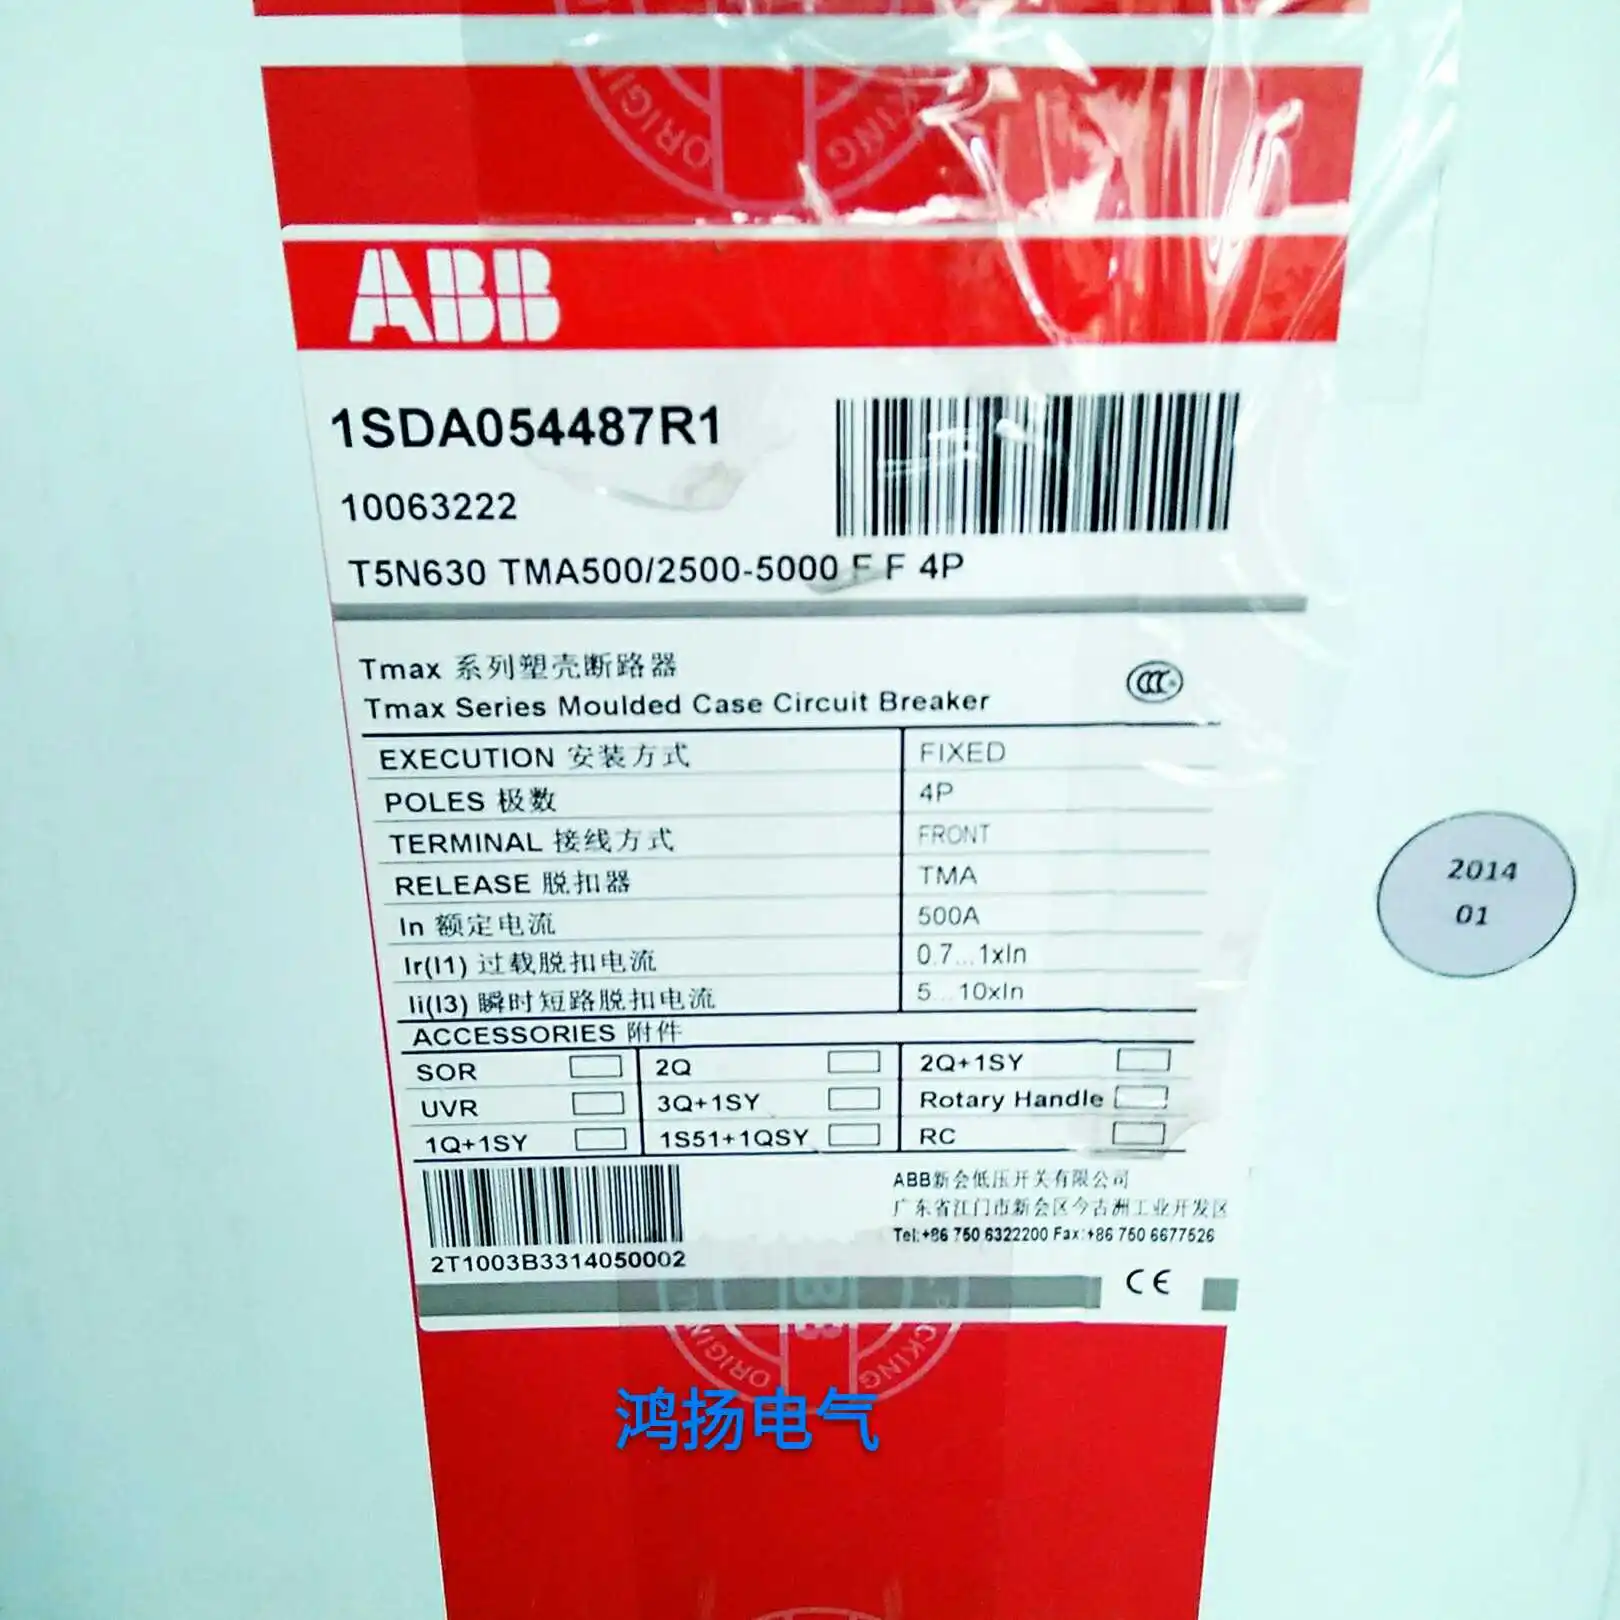 ORIGIN
CKING
ABB
1SDA054487R1
10063222
T5N630 TMA500/2500-5000 F F 4P
Tmax 系列塑壳断路器
Tmax Series Moulded Case Circuit Breaker
CCC
EXECUTION 安装方式 FIXED
POLES 极数 4P
TERMINAL 接线方式 FRONT
RELEASE 脱扣器 TMA
In 额定电流 500A
Ir(I1) 过载脱扣电流 0.7...1xIn
Ii(I3) 瞬时短路脱扣电流 5...10xIn
ACCESSORIES 附件
SOR 2Q 2Q+1SY
UVR 3Q+1SY Rotary Handle
1Q+1SY 1S51+1QSY RC
2T1003B3314050002
ABB新会低压开关有限公司
广东省江门市新会区今古洲工业开发区
Tel:+86 750 6322200 Fax:+86 750 6677526
CE
ORIGIN
CKING
鸿扬电气
2014
01